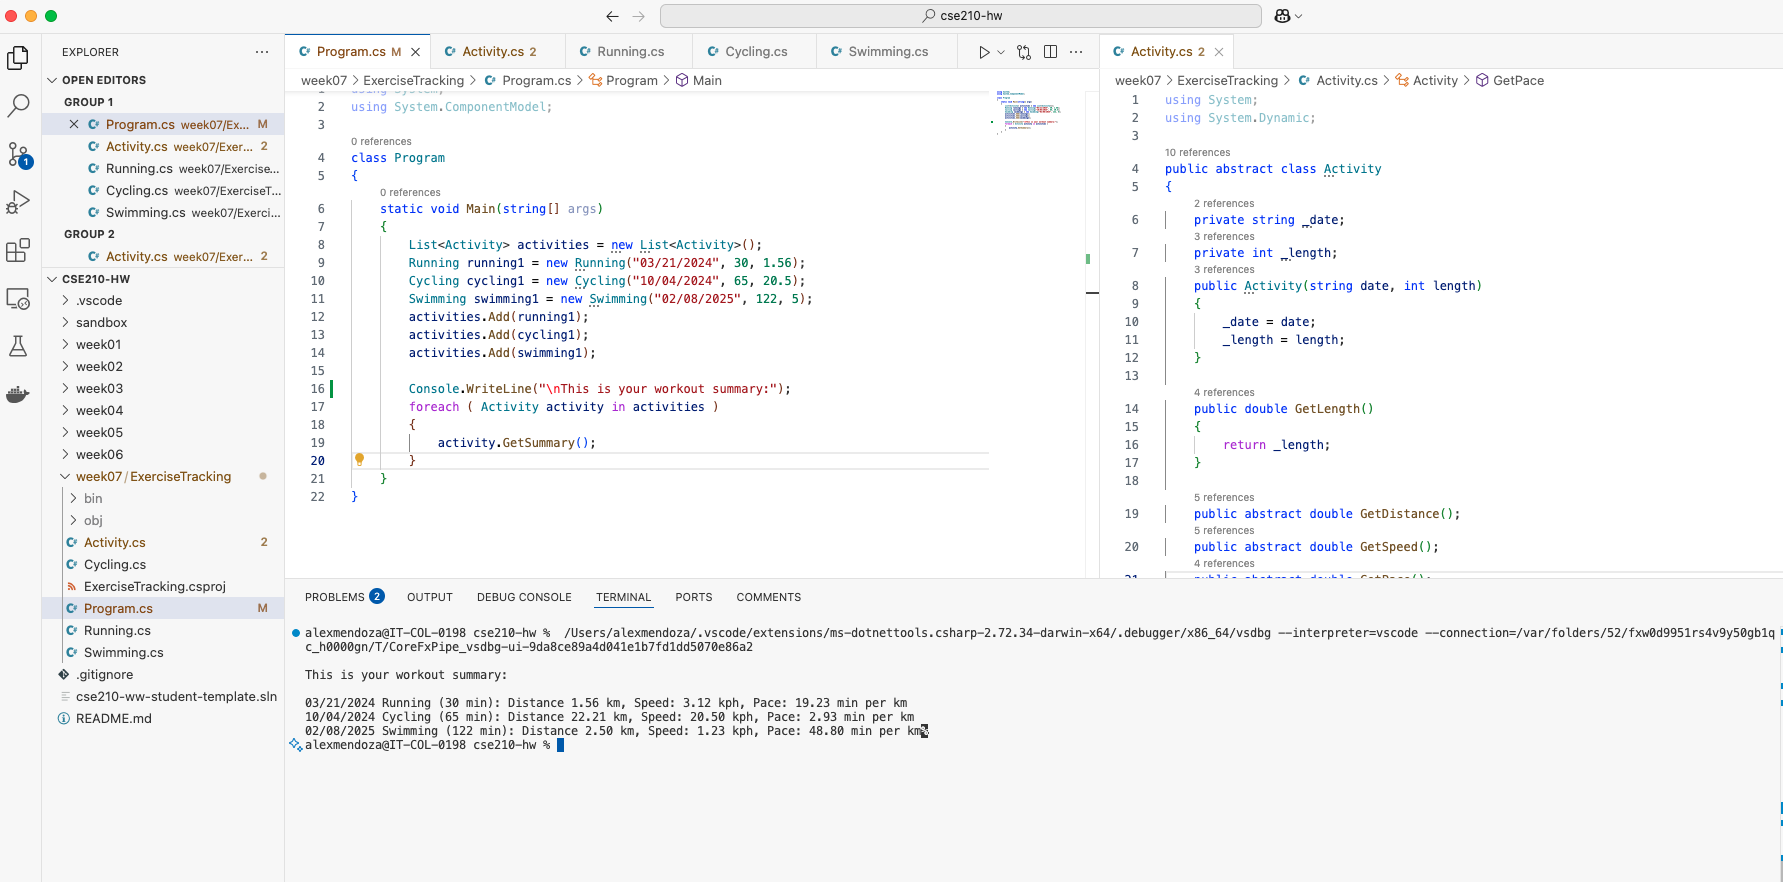 cse210-hw
EXPLORER
OPEN EDITORS
GROUP 1
Program.cs week07/Ex... M
Activity.cs week07/Exer... 2
Running.cs week07/Exercise...
Cycling.cs week07/ExerciseT...
Swimming.cs week07/Exerci...
GROUP 2
Activity.cs week07/Exer... 2
CSE210-HW
.vscode
sandbox
week01
week02
week03
week04
week05
week06
week07 / ExerciseTracking
bin
obj
Activity.cs 2
Cycling.cs
ExerciseTracking.csproj
Program.cs M
Running.cs
Swimming.cs
.gitignore
cse210-ww-student-template.sln
README.md
1
Program.cs M
Activity.cs 2
Running.cs
Cycling.cs
Swimming.cs
week07 > ExerciseTracking > Program.cs > Program > Main
1 using System;
2 using System.ComponentModel;
3
0 references
4 class Program
5 {
0 references
6 static void Main(string[] args)
7 {
8 List<Activity> activities = new List<Activity>();
9 Running running1 = new Running("03/21/2024", 30, 1.56);
10 Cycling cycling1 = new Cycling("10/04/2024", 65, 20.5);
11 Swimming swimming1 = new Swimming("02/08/2025", 122, 5);
12 activities.Add(running1);
13 activities.Add(cycling1);
14 activities.Add(swimming1);
15
16 Console.WriteLine("\nThis is your workout summary:");
17 foreach ( Activity activity in activities )
18 {
19 activity.GetSummary();
20 }
21 }
22 }
Activity.cs 2
week07 > ExerciseTracking > Activity.cs > Activity > GetPace
1 using System;
2 using System.Dynamic;
3
10 references
4 public abstract class Activity
5 {
2 references
6 private string _date;
3 references
7 private int _length;
3 references
8 public Activity(string date, int length)
9 {
10 _date = date;
11 _length = length;
12 }
13
4 references
14 public double GetLength()
15 {
16 return _length;
17 }
18
5 references
19 public abstract double GetDistance();
5 references
20 public abstract double GetSpeed();
4 references
21 public abstract double GetPace();
PROBLEMS 2 OUTPUT DEBUG CONSOLE TERMINAL PORTS COMMENTS
alexmendoza@IT-COL-0198 cse210-hw % /Users/alexmendoza/.vscode/extensions/ms-dotnettools.csharp-2.72.34-darwin-x64/.debugger/x86_64/vsdbg --interpreter=vscode --connection=/var/folders/52/fxw0d9951rs4v9y50gb1q
c_h0000gn/T/CoreFxPipe_vsdbg-ui-9da8ce89a4d041e1b7fd1dd5070e86a2
This is your workout summary:
03/21/2024 Running (30 min): Distance 1.56 km, Speed: 3.12 kph, Pace: 19.23 min per km
10/04/2024 Cycling (65 min): Distance 22.21 km, Speed: 20.50 kph, Pace: 2.93 min per km
02/08/2025 Swimming (122 min): Distance 2.50 km, Speed: 1.23 kph, Pace: 48.80 min per km%
alexmendoza@IT-COL-0198 cse210-hw %